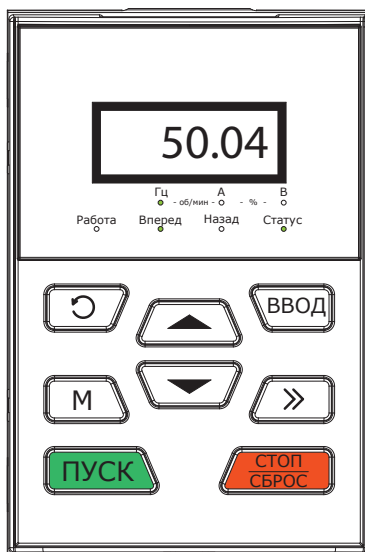 50.04
Гц А В
- об/мин - - % -
Работа Вперед Назад Статус
ВВОД
М
ПУСК
СТОП
СБРОС